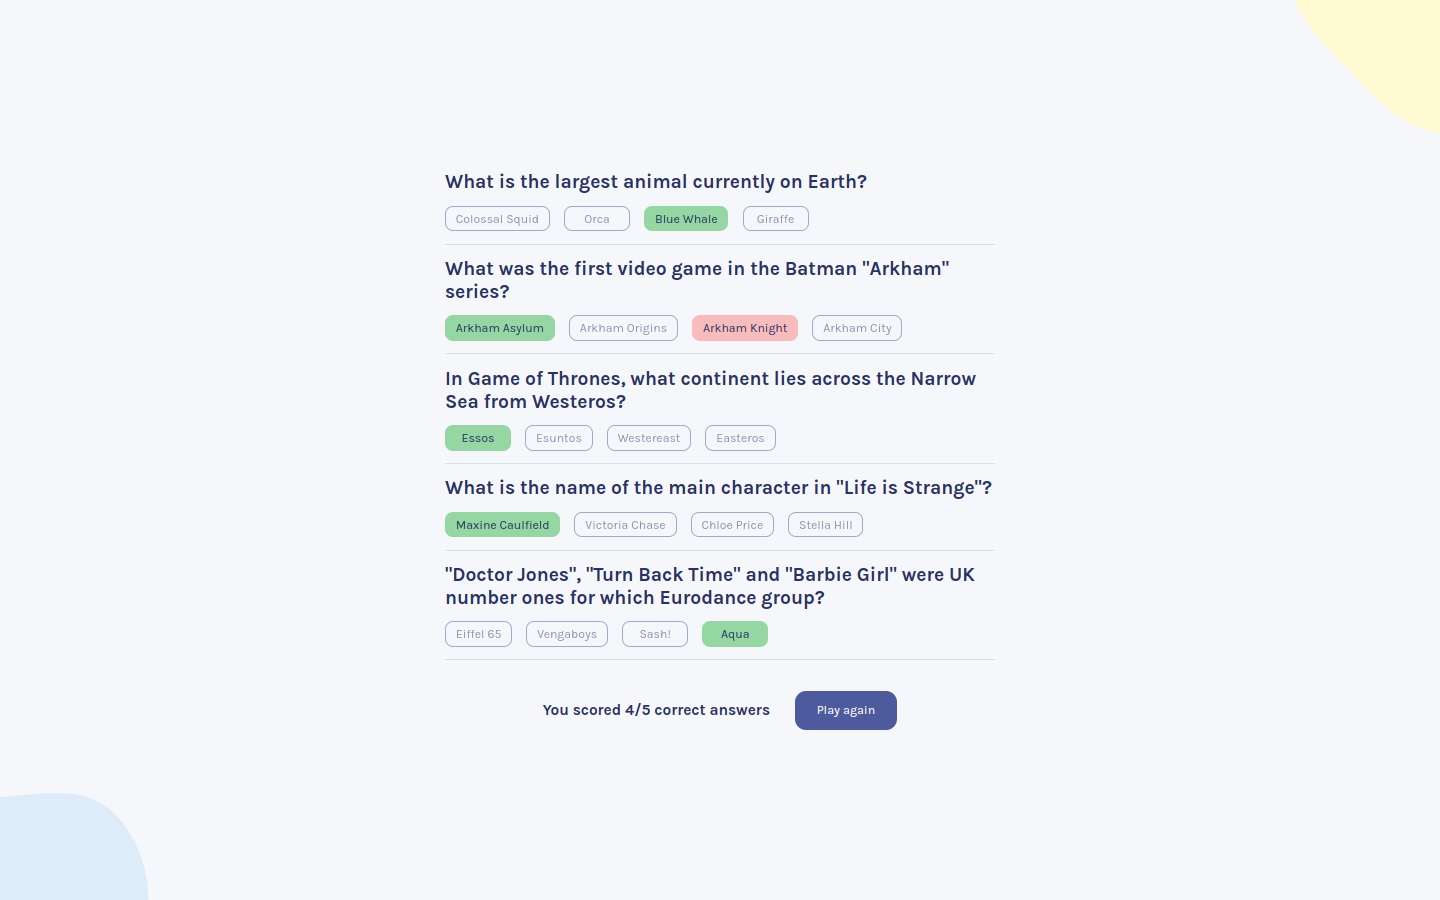 What is the largest animal currently on Earth?
Colossal Squid Orca Blue Whale Giraffe
What was the first video game in the Batman "Arkham"
series?
Arkham Asylum Arkham Origins Arkham Knight Arkham City
In Game of Thrones, what continent lies across the Narrow
Sea from Westeros?
Essos Esuntos Westereast Easteros
What is the name of the main character in "Life is Strange"?
Maxine Caulfield Victoria Chase Chloe Price Stella Hill
"Doctor Jones", "Turn Back Time" and "Barbie Girl" were UK
number ones for which Eurodance group?
Eiffel 65 Vengaboys Sash! Aqua
You scored 4/5 correct answers Play again